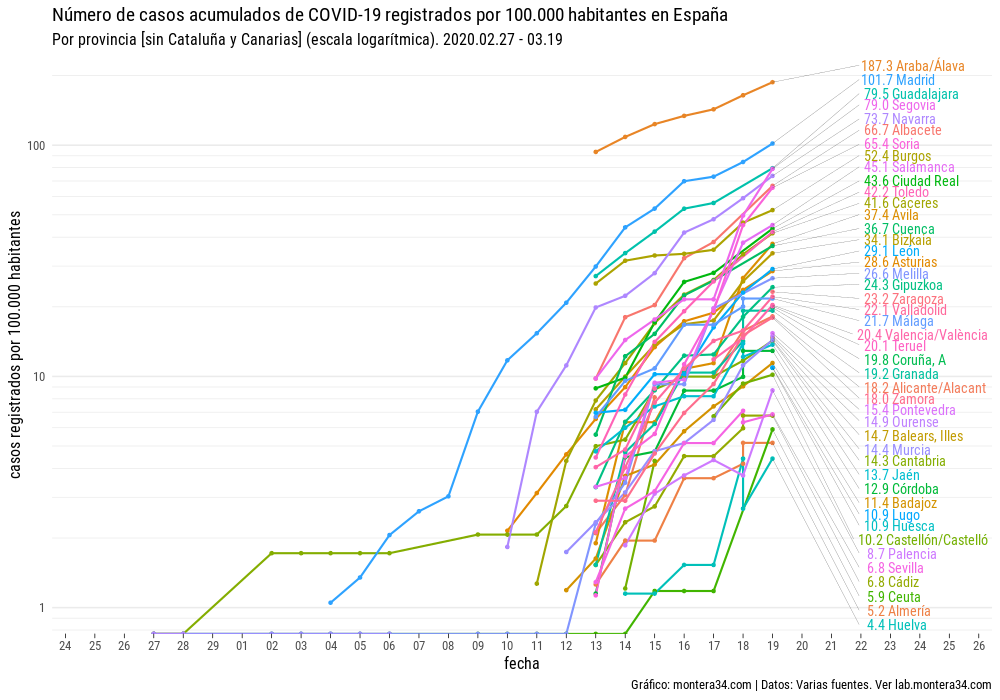 Número de casos acumulados de COVID-19 registrados por 100.000 habitantes en España
Por provincia [sin Cataluña y Canarias] (escala logarítmica). 2020.02.27 - 03.19
187.3 Araba/Álava
101.7 Madrid
79.5 Guadalajara
79.0 Segovia
73.7 Navarra
66.7 Albacete
65.4 Soria
52.4 Burgos
45.1 Salamanca
43.6 Ciudad Real
42.2 Toledo
41.6 Cáceres
37.4 Ávila
36.7 Cuenca
34.1 Bizkaia
29.1 León
28.6 Asturias
26.6 Melilla
24.3 Gipuzkoa
23.2 Zaragoza
22.1 Valladolid
21.7 Málaga
20.4 Valencia/València
20.1 Teruel
19.8 Coruña, A
19.2 Granada
18.2 Alicante/Alacant
18.0 Zamora
15.4 Pontevedra
14.9 Ourense
14.7 Balears, Illes
14.4 Murcia
14.3 Cantabria
13.7 Jaén
12.9 Córdoba
11.4 Badajoz
10.9 Lugo
10.9 Huesca
10.2 Castellón/Castelló
8.7 Palencia
6.8 Sevilla
6.8 Cádiz
5.9 Ceuta
5.2 Almería
4.4 Huelva
casos registrados por 100.000 habitantes
100
10
1
24 25 26 27 28 29 01 02 03 04 05 06 07 08 09 10 11 12 13 14 15 16 17 18 19 20 21 22 23 24 25 26
fecha
Gráfico: montera34.com | Datos: Varias fuentes. Ver lab.montera34.com